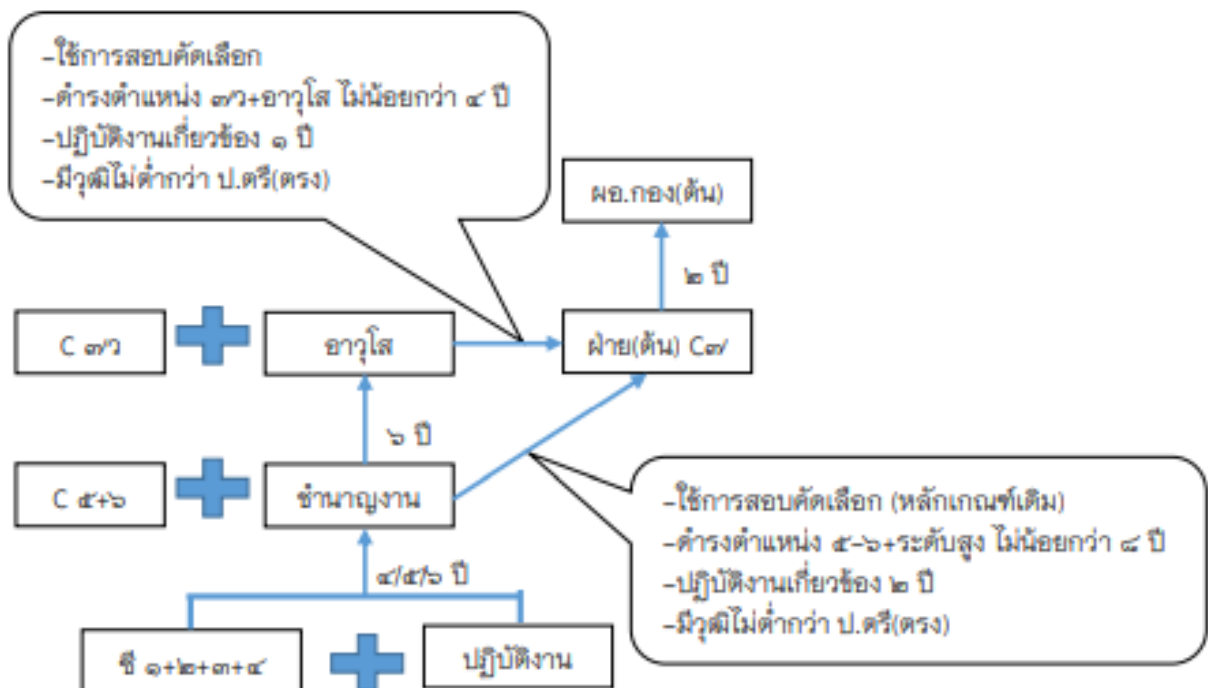 -ใช้การสอบคัดเลือก
-ดำรงตำแหน่ง ๗ว+อาวุโส ไม่น้อยกว่า ๔ ปี
-ปฏิบัติงานเกี่ยวข้อง ๑ ปี
-มีวุฒิไม่ต่ำกว่า ป.ตรี(ตรง)
ผอ.กอง(ต้น)
๒ ปี
C ๗ว
อาวุโส
ฝ่าย(ต้น) C๗
๖ ปี
C ๕+๖
ชำนาญงาน
-ใช้การสอบคัดเลือก (หลักเกณฑ์เดิม)
-ดำรงตำแหน่ง ๕-๖+ระดับสูง ไม่น้อยกว่า ๘ ปี
-ปฏิบัติงานเกี่ยวข้อง ๒ ปี
-มีวุฒิไม่ต่ำกว่า ป.ตรี(ตรง)
๔/๕/๖ ปี
ซี ๑+๒+๓+๔
ปฏิบัติงาน